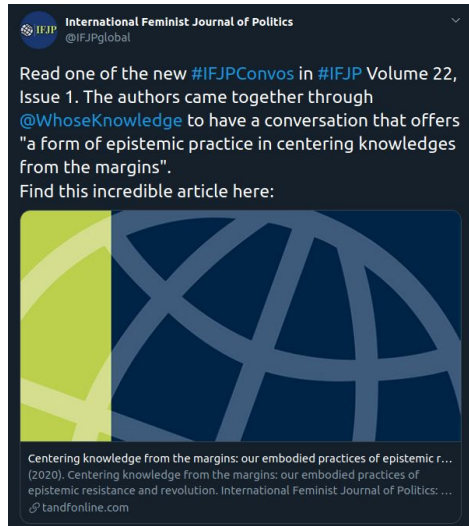 IFJP
International Feminist Journal of Politics
@IFJPglobal
Read one of the new #IFJPConvos in #IFJP Volume 22,
Issue 1. The authors came together through
@WhoseKnowledge to have a conversation that offers
"a form of epistemic practice in centering knowledges
from the margins".
Find this incredible article here:
Centering knowledge from the margins: our embodied practices of epistemic r...
(2020). Centering knowledge from the margins: our embodied practices of
epistemic resistance and revolution. International Feminist Journal of Politics: ...
tandfonline.com